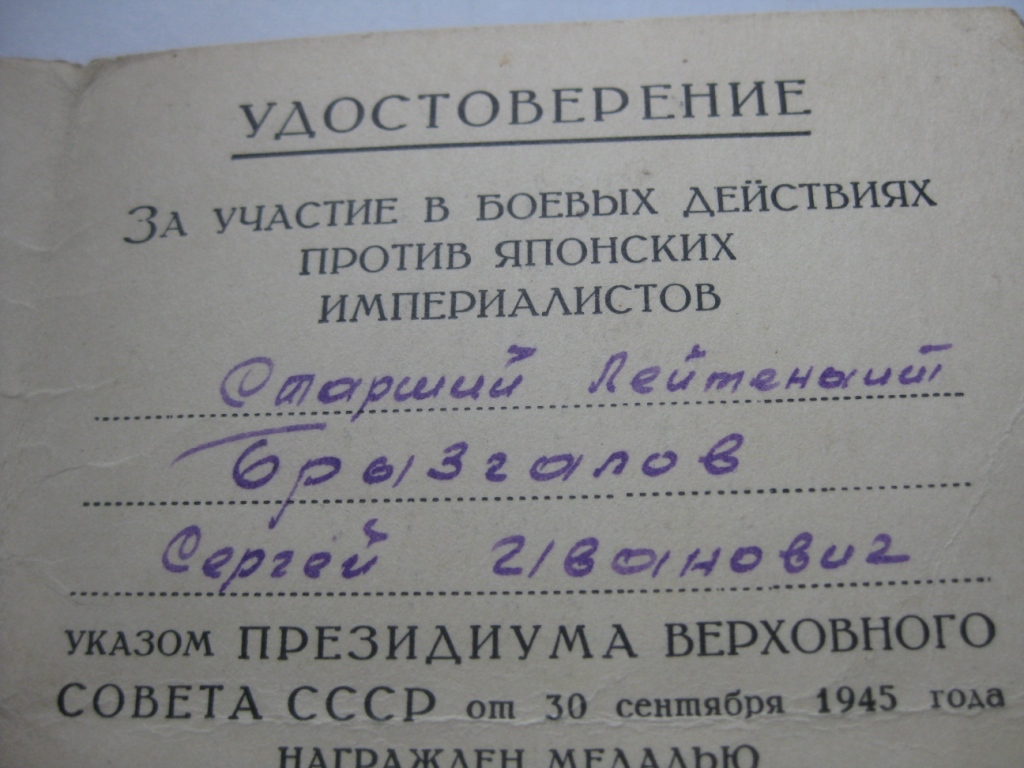 УДОСТОВЕРЕНИЕ
ЗА УЧАСТИЕ В БОЕВЫХ ДЕЙСТВИЯХ
ПРОТИВ ЯПОНСКИХ
ИМПЕРИАЛИСТОВ
Старший Лейтенант
Брызгалов
Сергей Иванович
УКАЗОМ ПРЕЗИДИУМА ВЕРХОВНОГО
СОВЕТА СССР от 30 сентября 1945 года
НАГРАЖДЕН МЕДАЛЬЮ